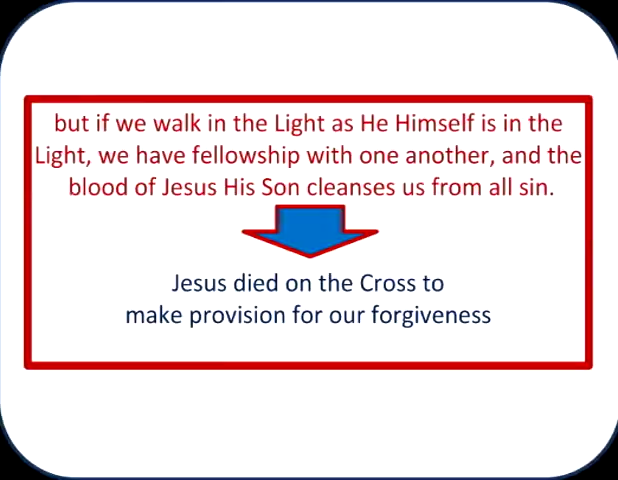 but if we walk in the Light as He Himself is in the
Light, we have fellowship with one another, and the
blood of Jesus His Son cleanses us from all sin.
Jesus died on the Cross to
make provision for our forgiveness